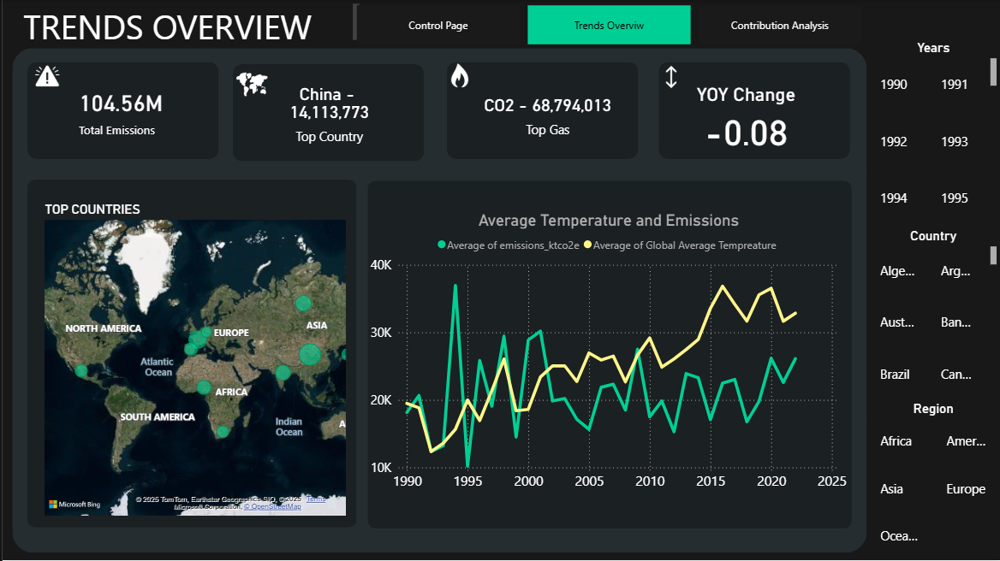 TRENDS OVERVIEW
Control Page
Trends Overviw
Contribution Analysis
104.56M
Total Emissions
China -
14,113,773
Top Country
CO2 - 68,794,013
Top Gas
YOY Change
-0.08
TOP COUNTRIES
NORTH AMERICA
EUROPE
ASIA
Atlantic
Ocean
AFRICA
SOUTH AMERICA
Indian
Ocean
A
Microsoft Bing
© 2025 TomTom, Earthstar Geographics SIO, © 2025 Terms
Microsoft Corporation, © OpenStreetMap
Average Temperature and Emissions
Average of emissions_ktco2e
Average of Global Average Tempreature
40K
30K
20K
10K
1990 1995 2000 2005 2010 2015 2020 2025
Years
1990 1991
1992 1993
1994 1995
Country
Alge... Arg...
Aust... Ban...
Brazil Can...
Region
Africa Amer...
Asia Europe
Ocea...